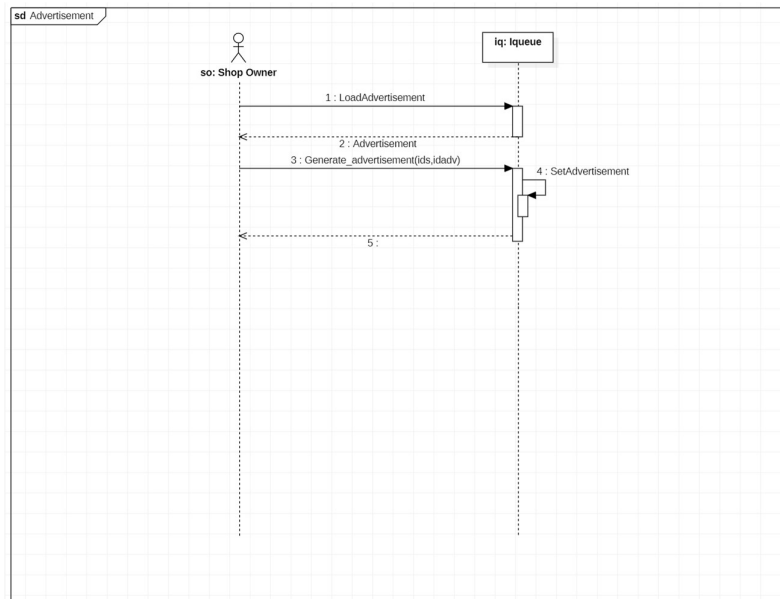 sd Advertisement
iq: Iqueue
so: Shop Owner
1 : LoadAdvertisement
2 : Advertisement
3 : Generate_advertisement(ids,idadv)
4 : SetAdvertisement
5 :